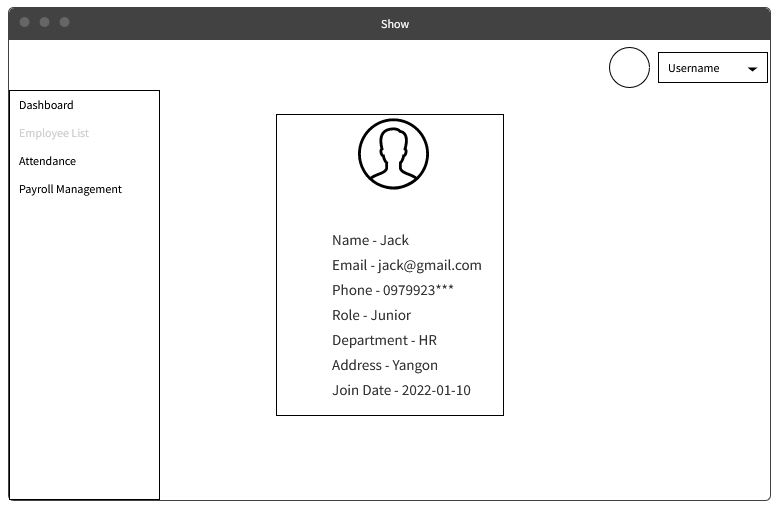 Show
Username
Dashboard
Employee List
Attendance
Payroll Management
Name - Jack
Email - jack@gmail.com
Phone - 0979923***
Role - Junior
Department - HR
Address - Yangon
Join Date - 2022-01-10